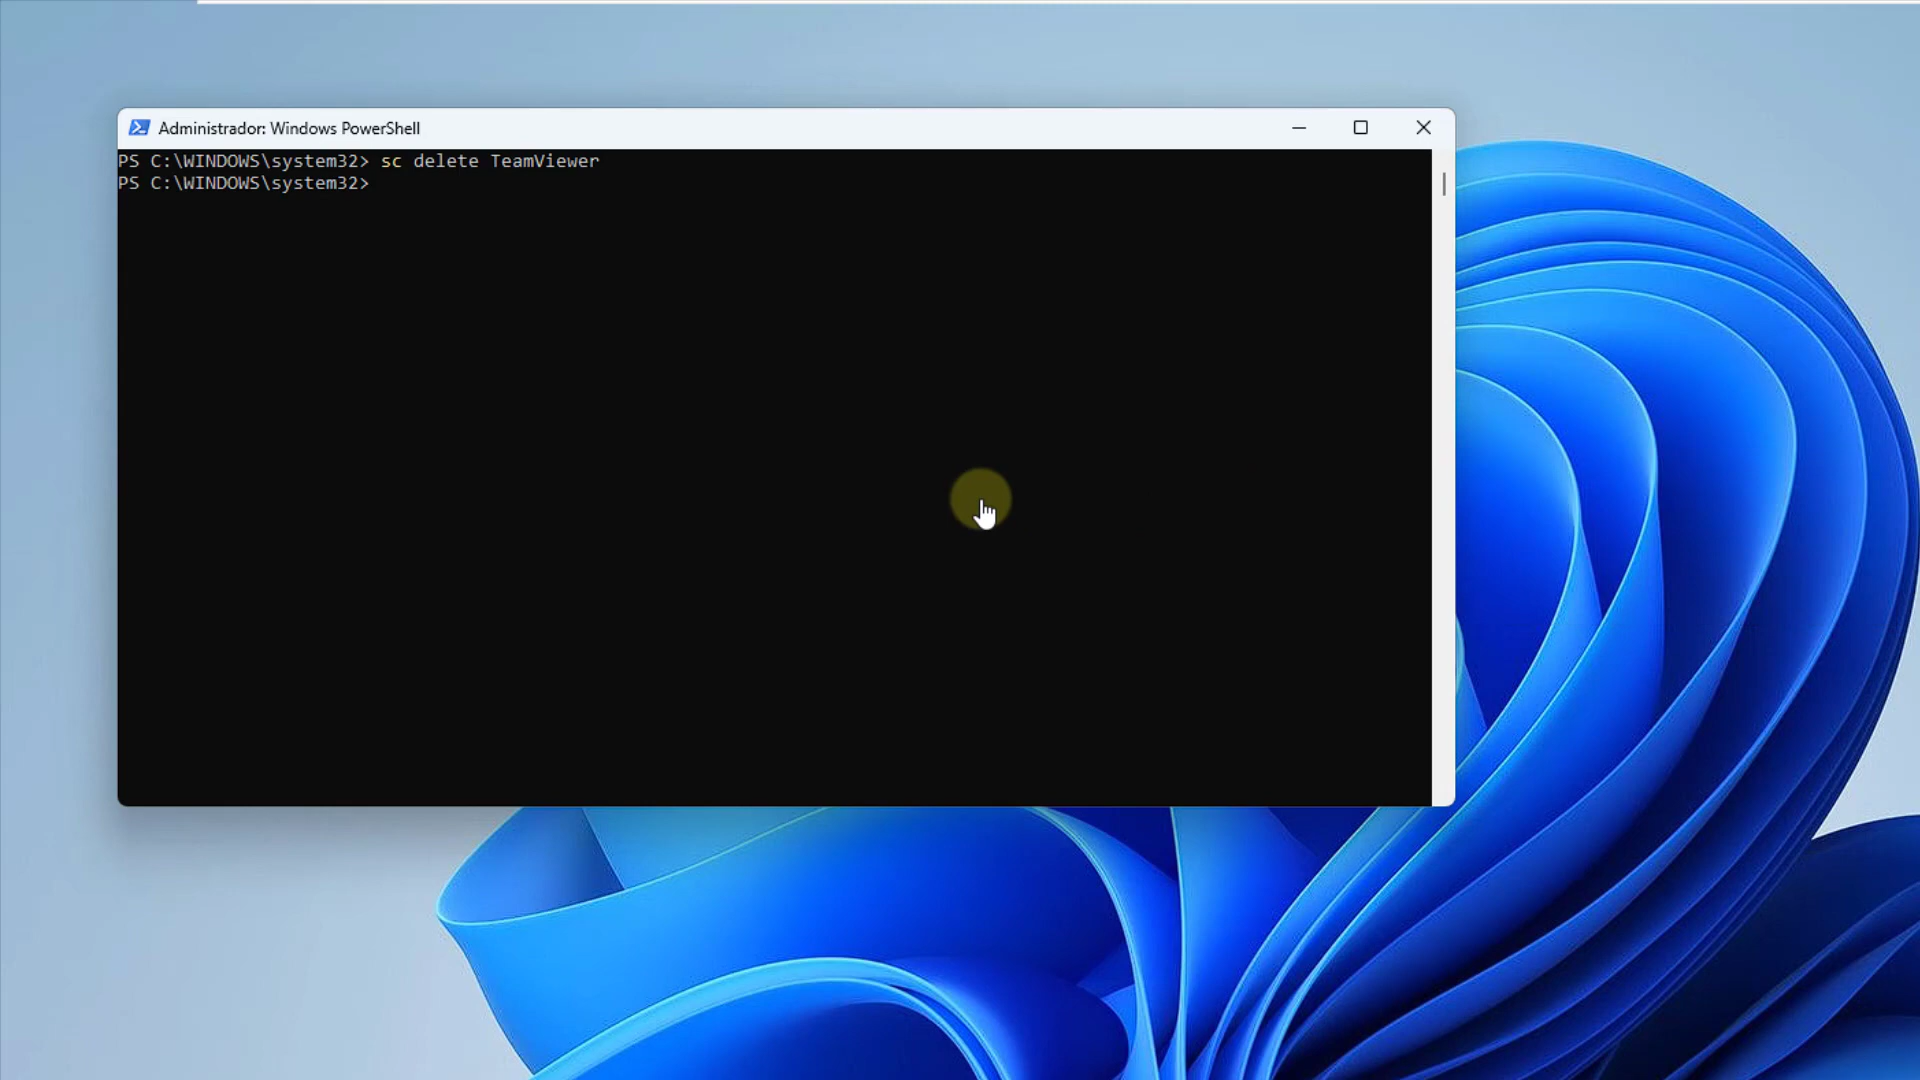 Administrador: Windows PowerShell
PS C:\WINDOWS\system32> sc delete TeamViewer
PS C:\WINDOWS\system32>